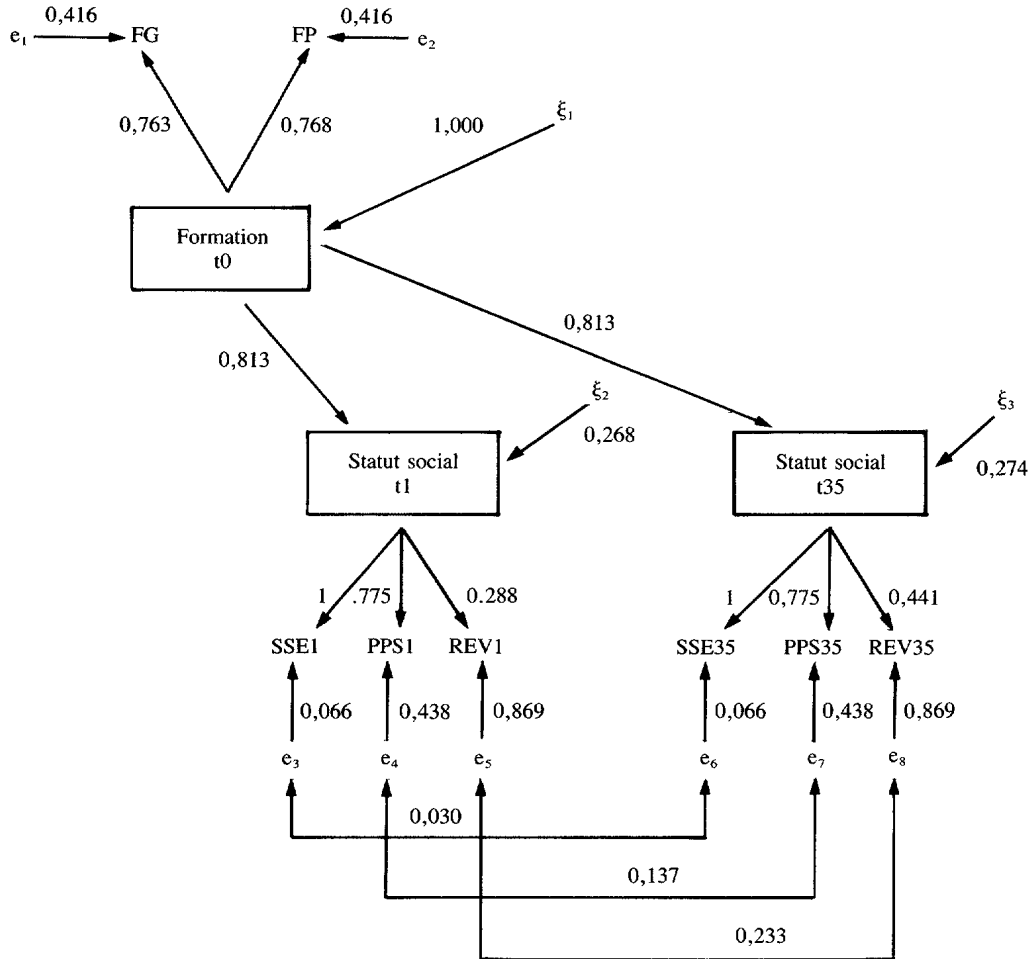 0,416 0,416
e₁ FG FP e₂
0,763 0,768 1,000 ξ₁
Formation
t0
0,813
0,813
ξ₂ ξ₃
0,268
0,274
Statut social
t1
Statut social
t35
1 .775 0.288 1 0,775 0,441
SSE1 PPS1 REV1 SSE35 PPS35 REV35
0,066 0,438 0,869 0,066 0,438 0,869
e₃ e₄ e₅ e₆ e₇ e₈
0,030
0,137
0,233